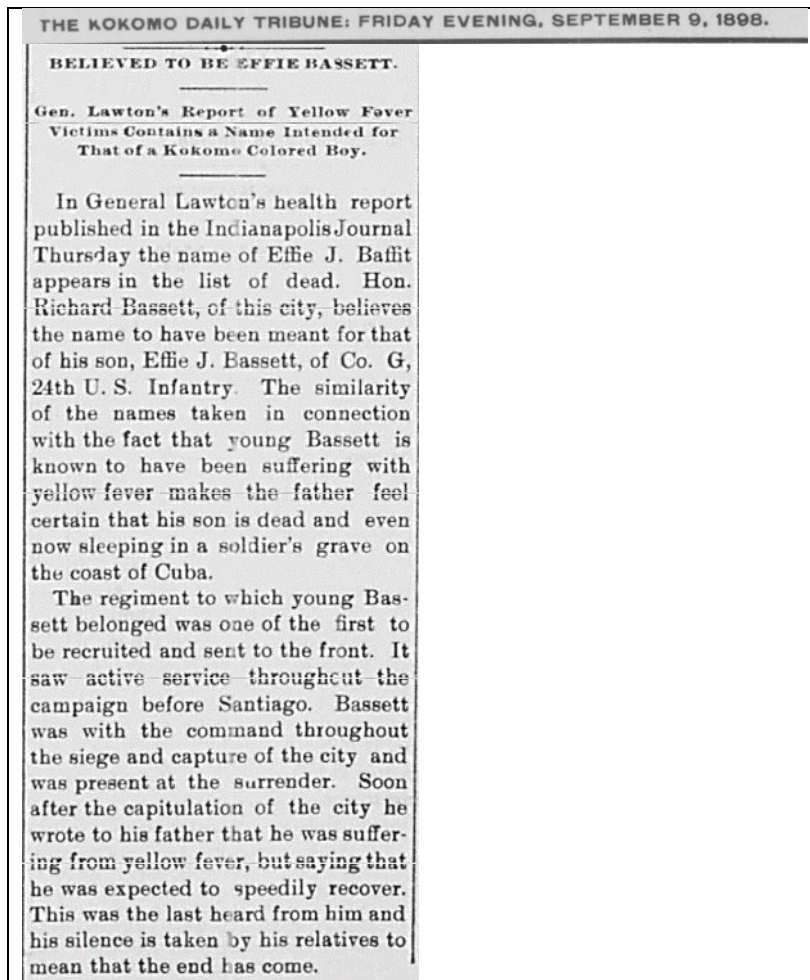 THE KOKOMO DAILY TRIBUNE: FRIDAY EVENING, SEPTEMBER 9, 1898.
BELIEVED TO BE EFFIE BASSETT.
Gen. Lawton's Report of Yellow Fever
Victims Contains a Name Intended for
That of a Kokomo Colored Boy.
In General Lawton's health report
published in the Indianapolis Journal
Thursday the name of Effie J. Baffit
appears in the list of dead. Hon.
Richard Bassett, of this city, believes
the name to have been meant for that
of his son, Effie J. Bassett, of Co. G,
24th U. S. Infantry. The similarity
of the names taken in connection
with the fact that young Bassett is
known to have been suffering with
yellow fever makes the father feel
certain that his son is dead and even
now sleeping in a soldier's grave on
the coast of Cuba.
The regiment to which young Bas-
sett belonged was one of the first to
be recruited and sent to the front. It
saw active service throughout the
campaign before Santiago. Bassett
was with the command throughout
the siege and capture of the city and
was present at the surrender. Soon
after the capitulation of the city he
wrote to his father that he was suffer-
ing from yellow fever, but saying that
he was expected to speedily recover.
This was the last heard from him and
his silence is taken by his relatives to
mean that the end has come.